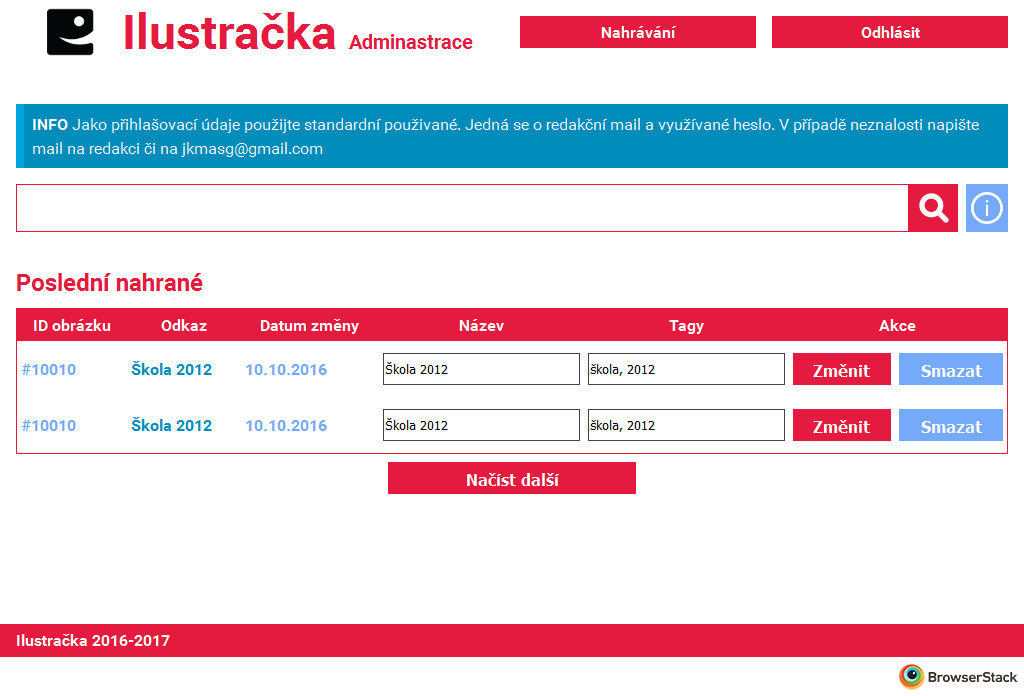 Ilustračka Adminastrace
Nahrávání
Odhlásit
INFO Jako přihlašovací údaje použijte standardní použivané. Jedná se o redakční mail a využívané heslo. V případě neznalosti napište
mail na redakci či na jkmasg@gmail.com
Poslední nahrané
ID obrázku Odkaz Datum změny Název Tagy Akce
#10010 Škola 2012 10.10.2016 Škola 2012 škola, 2012 Změnit Smazat
#10010 Škola 2012 10.10.2016 Škola 2012 škola, 2012 Změnit Smazat
Načíst další
Ilustračka 2016-2017
BrowserStack